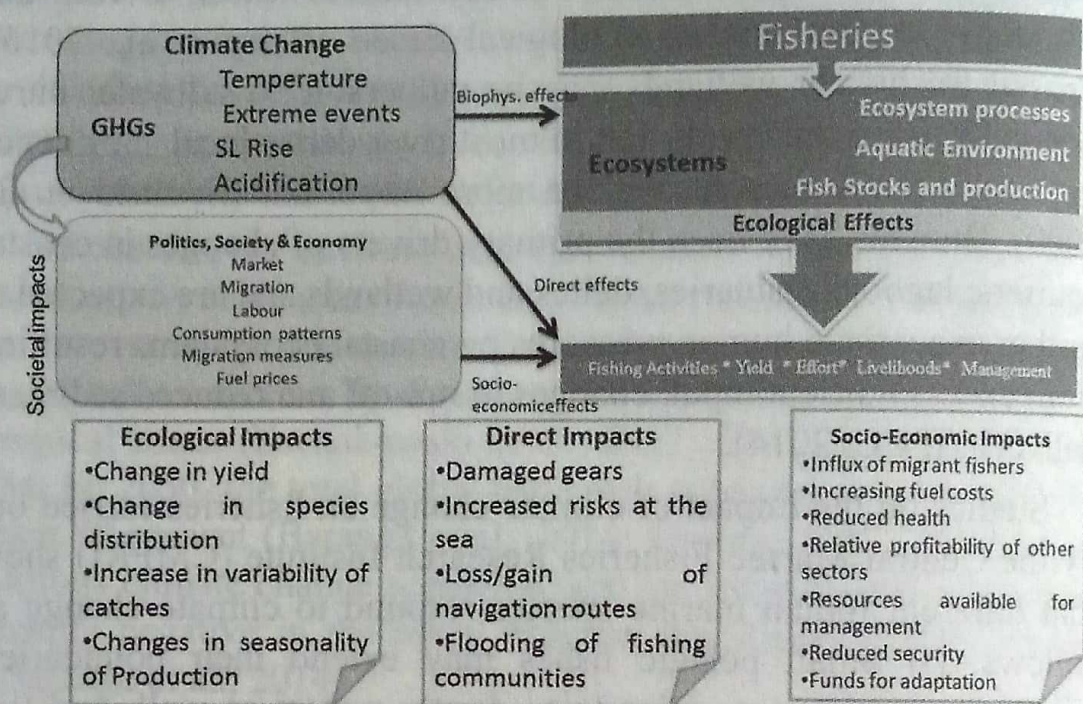 Climate Change
Temperature
GHGs
Extreme events
SL Rise
Acidification
Biophys. effects
Fisheries
Ecosystem processes
Aquatic Environment
Ecosystems
Fish Stocks and production
Ecological Effects
Societal impacts
Politics, Society & Economy
Market
Migration
Labour
Consumption patterns
Migration measures
Fuel prices
Direct effects
Socio-
economiceffects
Fishing Activities * Yield * Effort* Livelihoods* Management
Ecological Impacts
•Change in yield
•Change in species
distribution
•Increase in variability of
catches
•Changes in seasonality
of Production
Direct Impacts
•Damaged gears
•Increased risks at the
sea
•Loss/gain of
navigation routes
•Flooding of fishing
communities
Socio-Economic Impacts
•Influx of migrant fishers
•Increasing fuel costs
•Reduced health
•Relative profitability of other
sectors
•Resources available for
management
•Reduced security
•Funds for adaptation